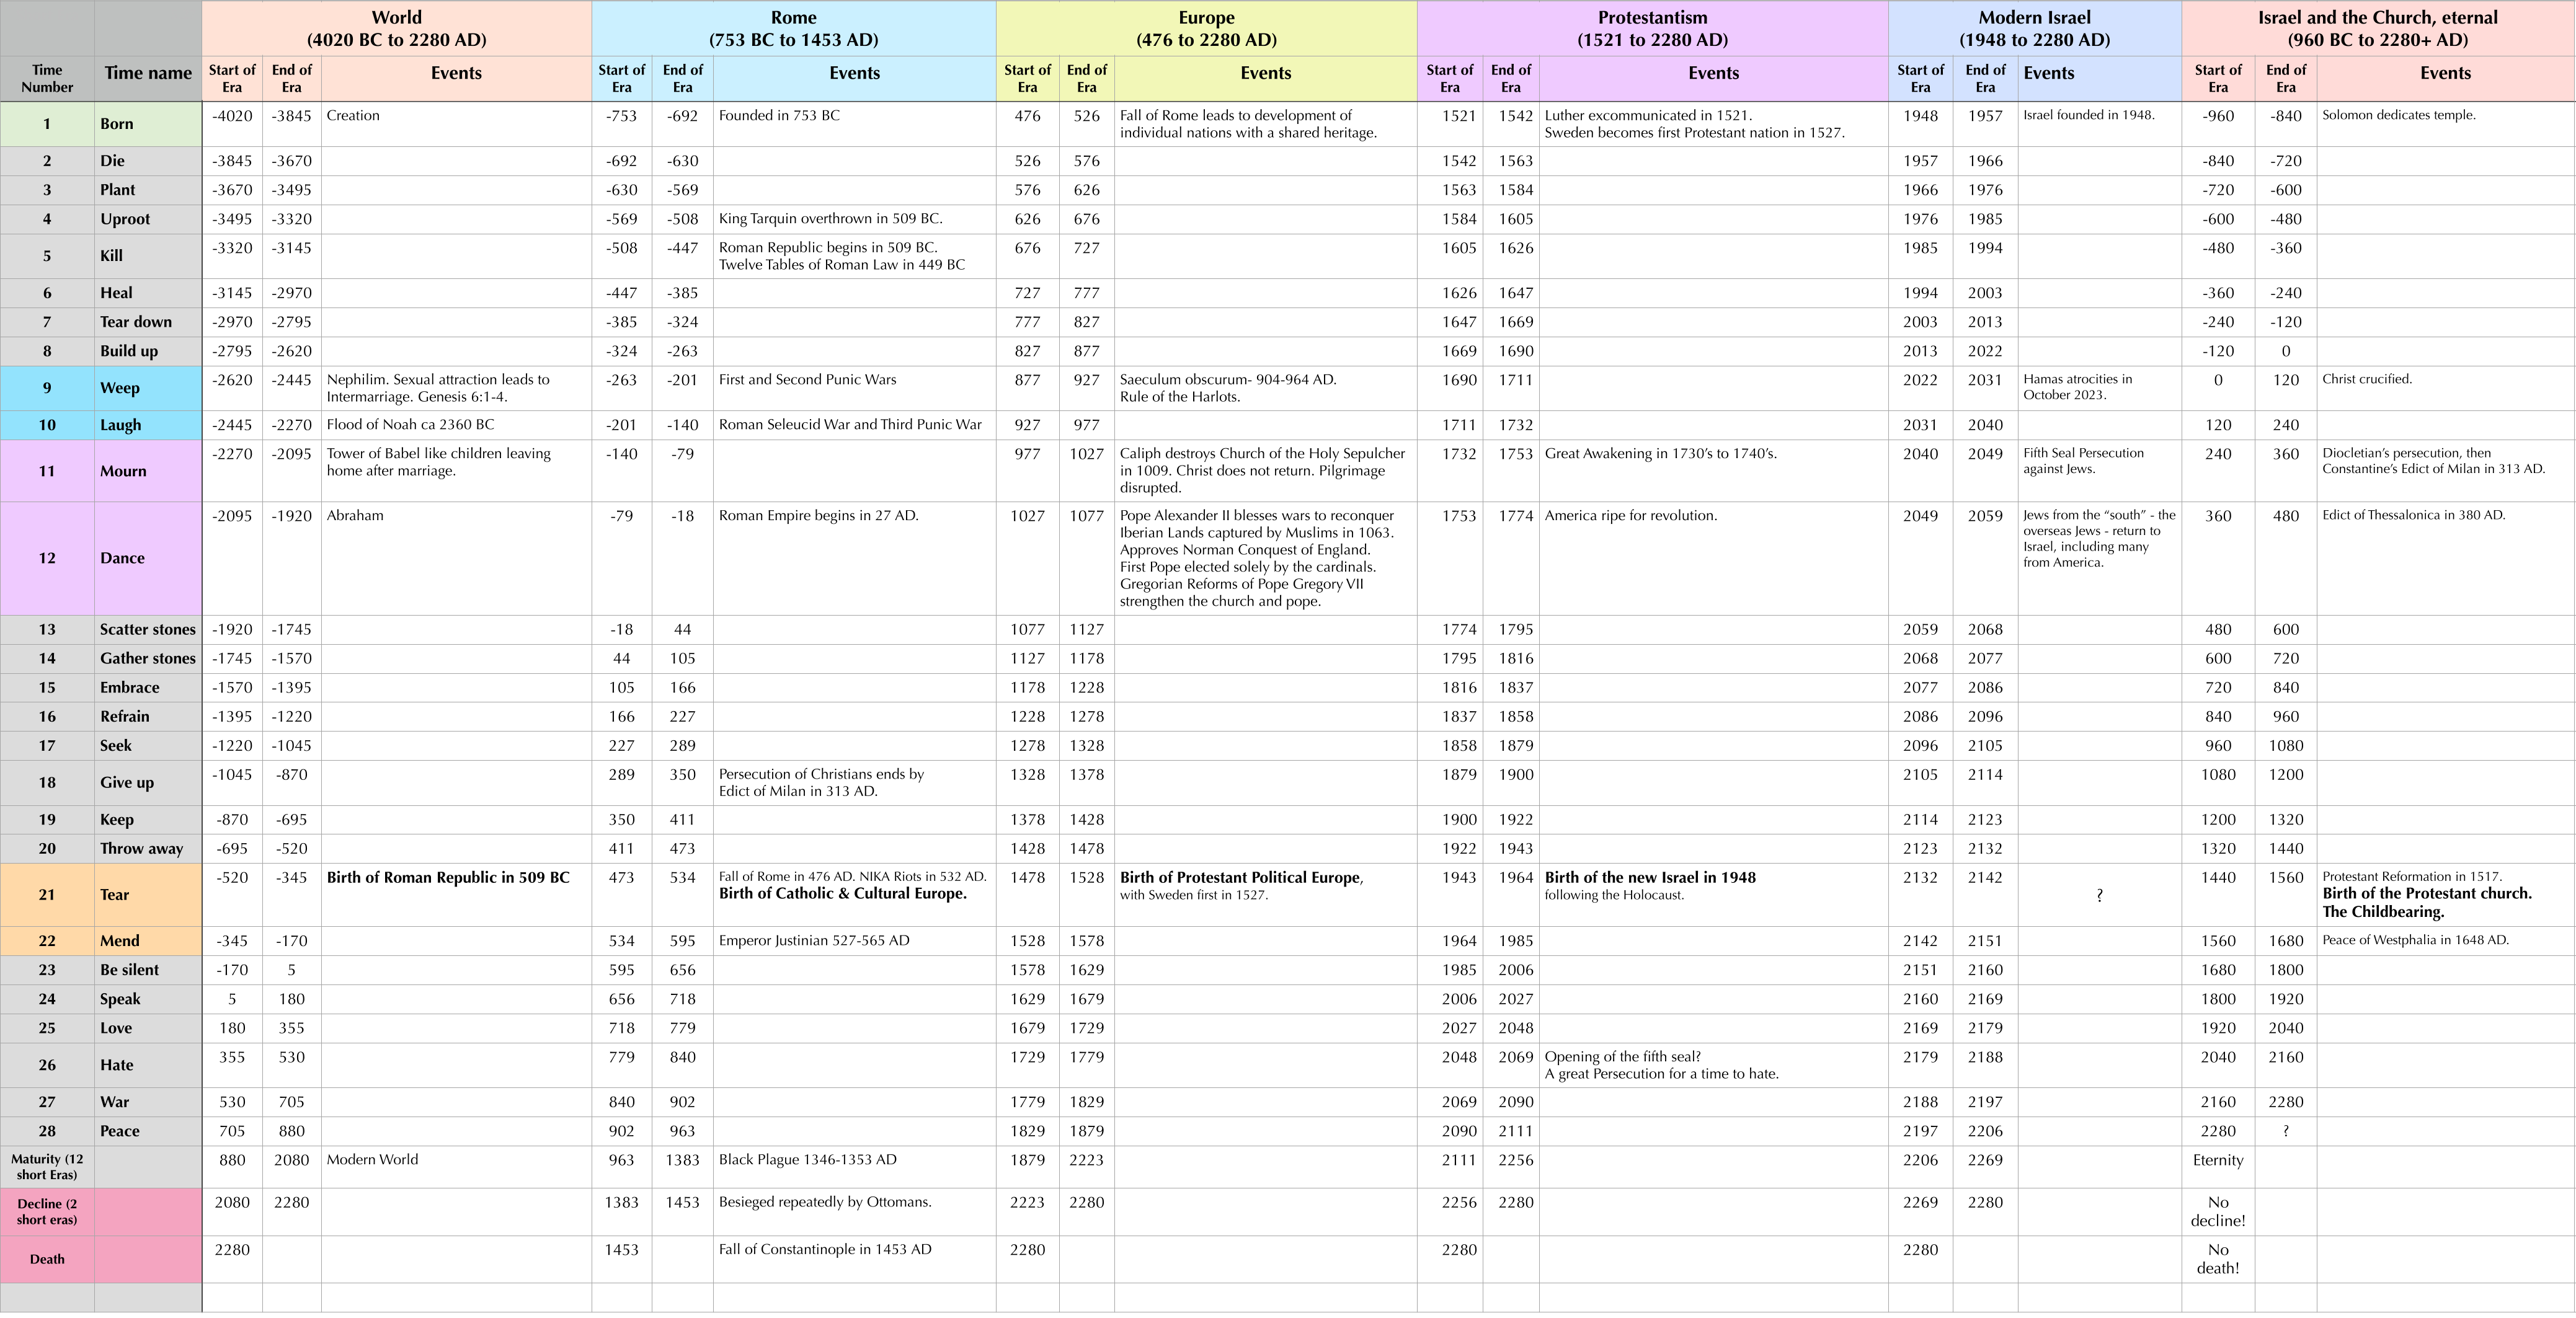 World Rome Europe Protestantism Modern Israel Israel and the Church, eternal
(4020 BC to 2280 AD) (753 BC to 1453 AD) (476 to 2280 AD) (1521 to 2280 AD) (1948 to 2280 AD) (960 BC to 2280+ AD)
Time Number Time name Start of Era End of Era Events Start of Era End of Era Events Start of Era End of Era Events Start of Era End of Era Events Start of Era End of Era Events Start of Era End of Era Events
1 Born -4020 -3845 Creation -753 -692 Founded in 753 BC 476 526 Fall of Rome leads to development of individual nations with a shared heritage. 1521 1542 Luther excommunicated in 1521. Sweden becomes first Protestant nation in 1527. 1948 1957 Israel founded in 1948. -960 -840 Solomon dedicates temple.
2 Die -3845 -3670 -692 -630 526 576 1542 1563 1957 1966 -840 -720
3 Plant -3670 -3495 -630 -569 576 626 1563 1584 1966 1976 -720 -600
4 Uproot -3495 -3320 -569 -508 King Tarquin overthrown in 509 BC. 626 676 1584 1605 1976 1985 -600 -480
5 Kill -3320 -3145 -508 -447 Roman Republic begins in 509 BC. Twelve Tables of Roman Law in 449 BC 676 727 1605 1626 1985 1994 -480 -360
6 Heal -3145 -2970 -447 -385 727 777 1626 1647 1994 2003 -360 -240
7 Tear down -2970 -2795 -385 -324 777 827 1647 1669 2003 2013 -240 -120
8 Build up -2795 -2620 -324 -263 827 877 1669 1690 2013 2022 -120 0
9 Weep -2620 -2445 Nephilim. Sexual attraction leads to Intermarriage. Genesis 6:1-4. -263 -201 First and Second Punic Wars 877 927 Saeculum obscurum- 904-964 AD. Rule of the Harlots. 1690 1711 2022 2031 Hamas atrocities in October 2023. 0 120 Christ crucified.
10 Laugh -2445 -2270 Flood of Noah ca 2360 BC -201 -140 Roman Seleucid War and Third Punic War 927 977 1711 1732 2031 2040 120 240
11 Mourn -2270 -2095 Tower of Babel like children leaving home after marriage. -140 -79 977 1027 Caliph destroys Church of the Holy Sepulcher in 1009. Christ does not return. Pilgrimage disrupted. 1732 1753 Great Awakening in 1730's to 1740's. 2040 2049 Fifth Seal Persecution against Jews. 240 360 Diocletian's persecution, then Constantine's Edict of Milan in 313 AD.
12 Dance -2095 -1920 Abraham -79 -18 Roman Empire begins in 27 AD. 1027 1077 Pope Alexander II blesses wars to reconquer Iberian Lands captured by Muslims in 1063. Approves Norman Conquest of England. First Pope elected solely by the cardinals. Gregorian Reforms of Pope Gregory VII strengthen the church and pope. 1753 1774 America ripe for revolution. 2049 2059 Jews from the “south” - the overseas Jews - return to Israel, including many from America. 360 480 Edict of Thessalonica in 380 AD.
13 Scatter stones -1920 -1745 -18 44 1077 1127 1774 1795 2059 2068 480 600
14 Gather stones -1745 -1570 44 105 1127 1178 1795 1816 2068 2077 600 720
15 Embrace -1570 -1395 105 166 1178 1228 1816 1837 2077 2086 720 840
16 Refrain -1395 -1220 166 227 1228 1278 1837 1858 2086 2096 840 960
17 Seek -1220 -1045 227 289 1278 1328 1858 1879 2096 2105 960 1080
18 Give up -1045 -870 289 350 Persecution of Christians ends by Edict of Milan in 313 AD. 1328 1378 1879 1900 2105 2114 1080 1200
19 Keep -870 -695 350 411 1378 1428 1900 1922 2114 2123 1200 1320
20 Throw away -695 -520 411 473 1428 1478 1922 1943 2123 2132 1320 1440
21 Tear -520 -345 Birth of Roman Republic in 509 BC 473 534 Fall of Rome in 476 AD. NIKA Riots in 532 AD. Birth of Catholic & Cultural Europe. 1478 1528 Birth of Protestant Political Europe, with Sweden first in 1527. 1943 1964 Birth of the new Israel in 1948 following the Holocaust. 2132 2142 ? 1440 1560 Protestant Reformation in 1517. Birth of the Protestant church. The Childbearing.
22 Mend -345 -170 534 595 Emperor Justinian 527-565 AD 1528 1578 1964 1985 2142 2151 1560 1680 Peace of Westphalia in 1648 AD.
23 Be silent -170 5 595 656 1578 1629 1985 2006 2151 2160 1680 1800
24 Speak 5 180 656 718 1629 1679 2006 2027 2160 2169 1800 1920
25 Love 180 355 718 779 1679 1729 2027 2048 2169 2179 1920 2040
26 Hate 355 530 779 840 1729 1779 2048 2069 Opening of the fifth seal? A great Persecution for a time to hate. 2179 2188 2040 2160
27 War 530 705 840 902 1779 1829 2069 2090 2188 2197 2160 2280
28 Peace 705 880 902 963 1829 1879 2090 2111 2197 2206 2280 ?
Maturity (12 short Eras) 880 2080 Modern World 963 1383 Black Plague 1346-1353 AD 1879 2223 2111 2256 2206 2269 Eternity
Decline (2 short eras) 2080 2280 1383 1453 Besieged repeatedly by Ottomans. 2223 2280 2256 2280 2269 2280 No decline!
Death 2280 1453 Fall of Constantinople in 1453 AD 2280 2280 2280 No death!